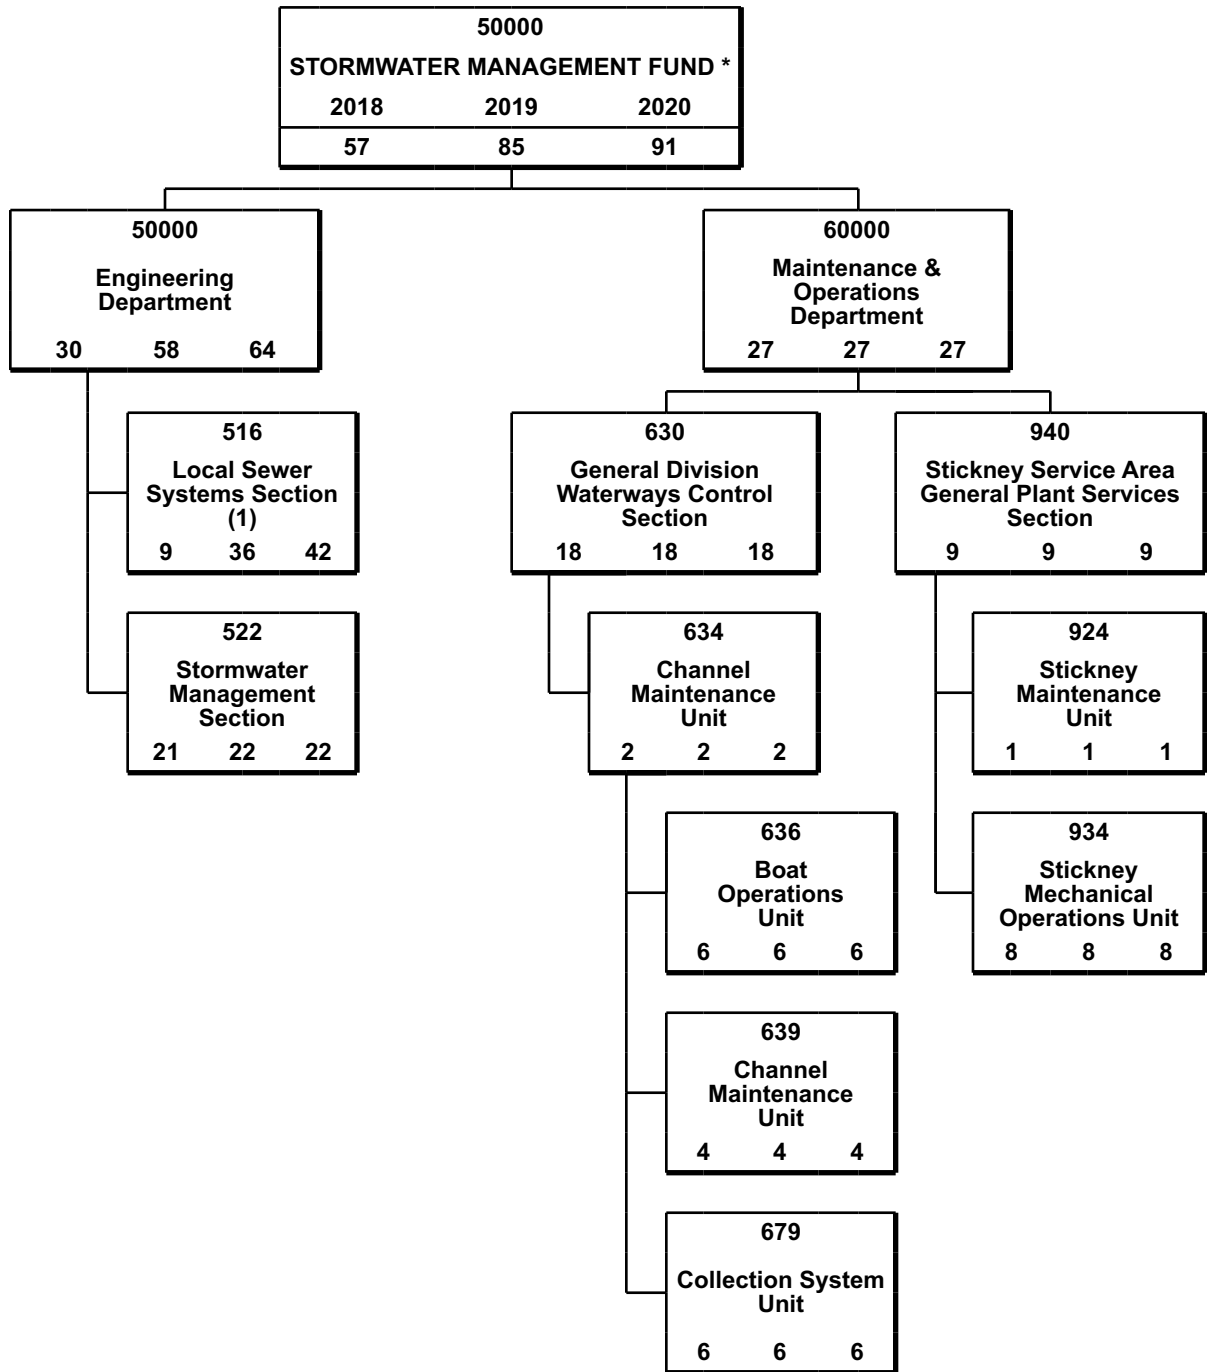 50000
STORMWATER MANAGEMENT FUND *
2018 2019 2020
57 85 91
50000
Engineering
Department
30 58 64
60000
Maintenance &
Operations
Department
27 27 27
516
Local Sewer
Systems Section
(1)
9 36 42
630
General Division
Waterways Control
Section
18 18 18
940
Stickney Service Area
General Plant Services
Section
9 9 9
522
Stormwater
Management
Section
21 22 22
634
Channel
Maintenance
Unit
2 2 2
924
Stickney
Maintenance
Unit
1 1 1
636
Boat
Operations
Unit
6 6 6
934
Stickney
Mechanical
Operations Unit
8 8 8
639
Channel
Maintenance
Unit
4 4 4
679
Collection System
Unit
6 6 6